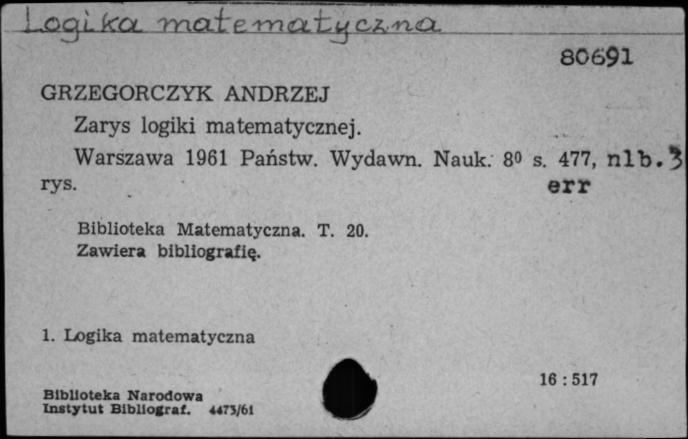 Logika matematyczna
80691
GRZEGORCZYK ANDRZEJ
Zarys logiki matematycznej.
Warszawa 1961 Państw. Wydawn. Nauk. 8⁰ s. 477, nlb. 3
rys. err
Biblioteka Matematyczna. T. 20.
Zawiera bibliografię.
1. Logika matematyczna
16 : 517
Biblioteka Narodowa
Instytut Bibliograf. 4473/61